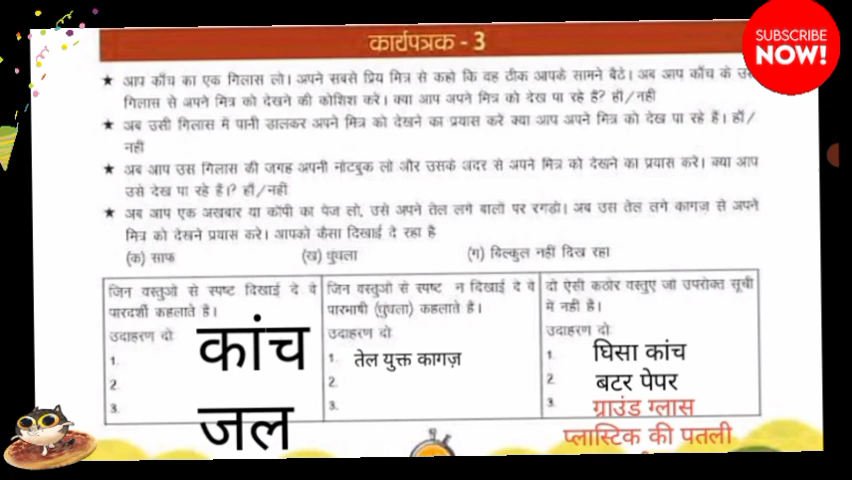 कार्यपत्रक - 3
SUBSCRIBE
NOW!
★ आप काँच का एक गिलास लो। अपने सबसे प्रिय मित्र से कहो कि वह ठीक आपके सामने बैठे। अब आप काँच के उस
गिलास से अपने मित्र को देखने की कोशिश करें। क्या आप अपने मित्र को देख पा रहे हैं? हाँ/नहीं
★ अब उसी गिलास में पानी डालकर अपने मित्र को देखने का प्रयास करें क्या आप अपने मित्र को देख पा रहे हैं। हाँ/
नहीं
★ अब आप उस गिलास की जगह अपनी नोटबुक लो और उसके अंदर से अपने मित्र को देखने का प्रयास करें। क्या आप
उसे देख पा रहे हैं।? हाँ/नहीं
★ अब आप एक अखबार या कॉपी का पेज लो, उसे अपने तेल लगे बालों पर रगडो। अब उस तेल लगे कागज़ से अपने
मित्र को देखने प्रयास करें। आपको कैसा दिखाई दे रहा है
(क) साफ (ख) धुंधला (ग) बिल्कुल नहीं दिख रहा
जिन वस्तुओं से स्पष्ट दिखाई दे वे
पारदर्शी कहलाते है।
उदाहरण दो
1.
2.
3.
कांच
जल
जिन वस्तुओं से स्पष्ट न दिखाई दे वे
पारभाषी (धुंधला) कहलाते है।
उदाहरण दो
1. तेल युक्त कागज़
2.
3.
दो ऐसी कठोर वस्तुए जो उपरोक्त सूची
में नहीं है।
उदाहरण दो
1. घिसा कांच
2. बटर पेपर
3. ग्राउंड ग्लास
प्लास्टिक की पतली